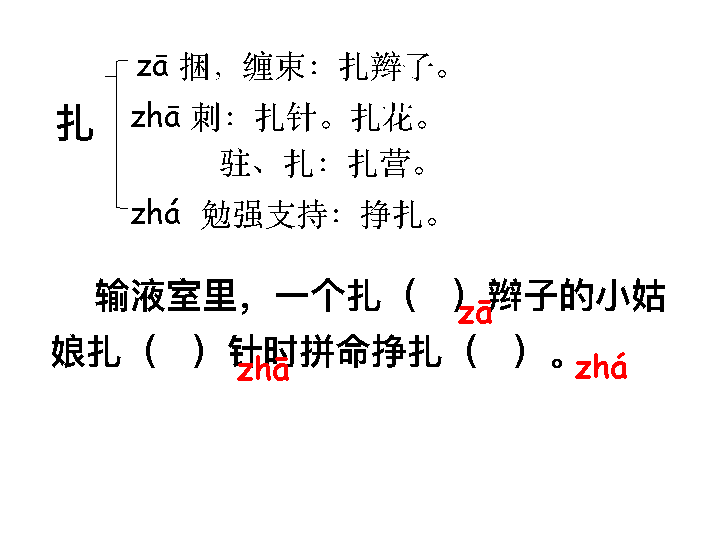 zā 捆，缠束：扎辫了。
扎
zhā 刺：扎针。扎花。
驻、扎：扎营。
zhá 勉强支持：挣扎。
输液室里，一个扎（ ）辫子的小姑
zā
娘扎（ ）针时拼命挣扎（ ）。
zhā
zhá